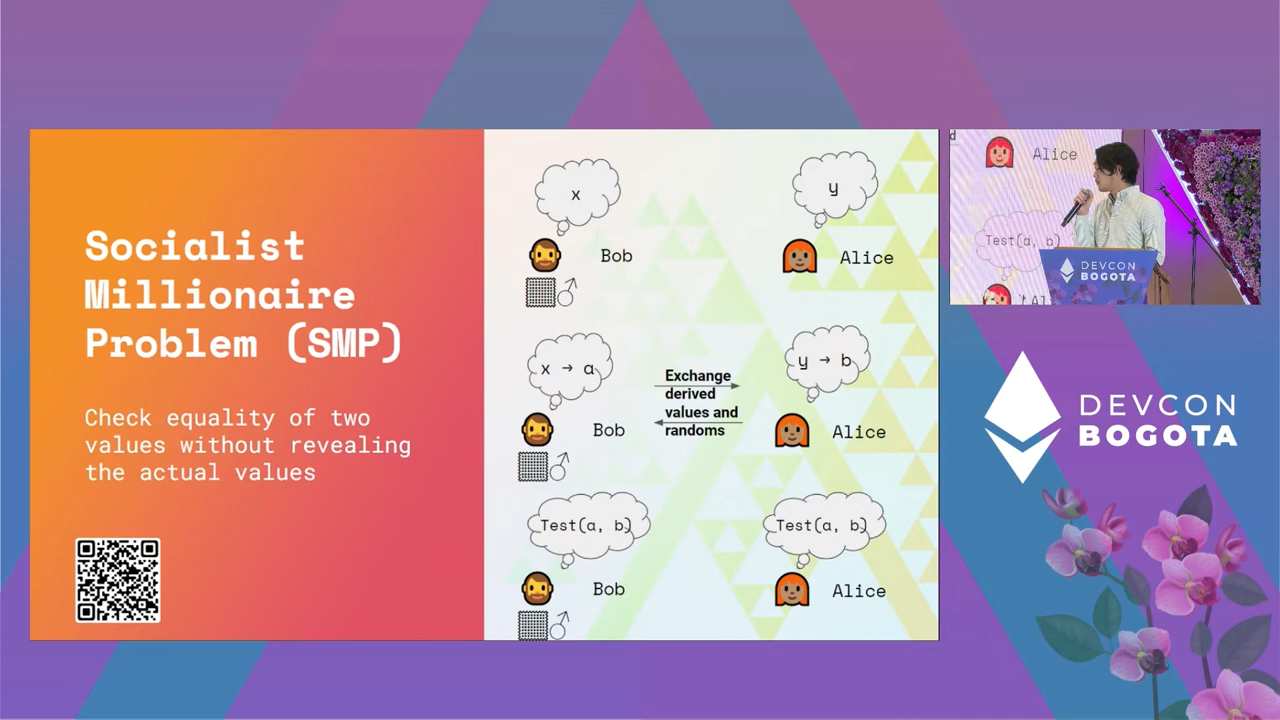 Socialist
Millionaire
Problem (SMP)
Check equality of two
values without revealing
the actual values
x
Bob
y
Alice
x → a
Bob
Exchange
derived
values and
randoms
y → b
Alice
Test(a, b)
Bob
Test(a, b)
Alice
d
Alice
Test(a, b)
Al
DEVCON
BOGOTA
DEVCON
BOGOTA